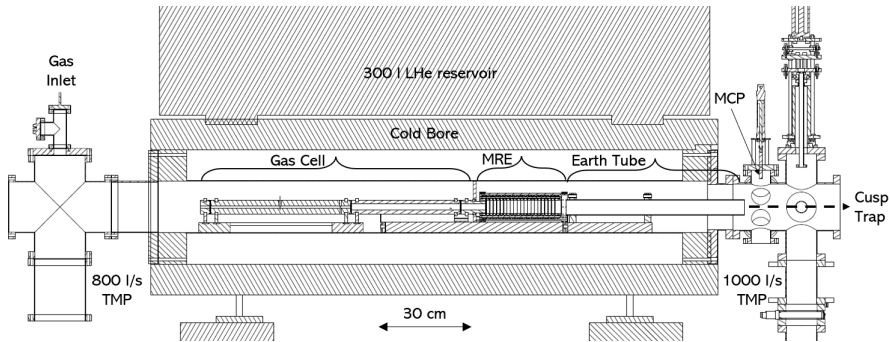 Gas
Inlet
300 l LHe reservoir
MCP
Cold Bore
Gas Cell
MRE
Earth Tube
Cusp
Trap
800 l/s
TMP
1000 l/s
TMP
30 cm